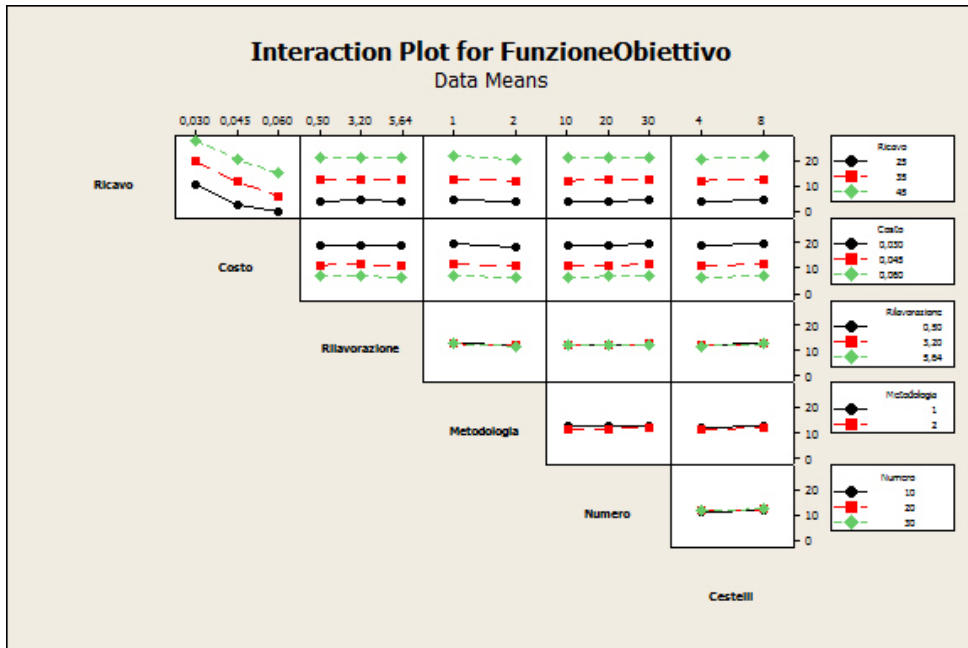 Interaction Plot for FunzioneObiettivo
Data Means
0,030 0,045 0,060 0,50 3,20 5,64 1 2 10 20 30 4 8
Ricavo
20
10
0
Ricavo
25
35
45
Costo
20
10
0
Costo
0,030
0,045
0,060
Rilavorazione
20
10
0
Rilavorazione
0,50
3,20
5,64
Metodologia
20
10
0
Metodologia
1
2
Numero
20
10
0
Numero
10
20
30
Cestelli